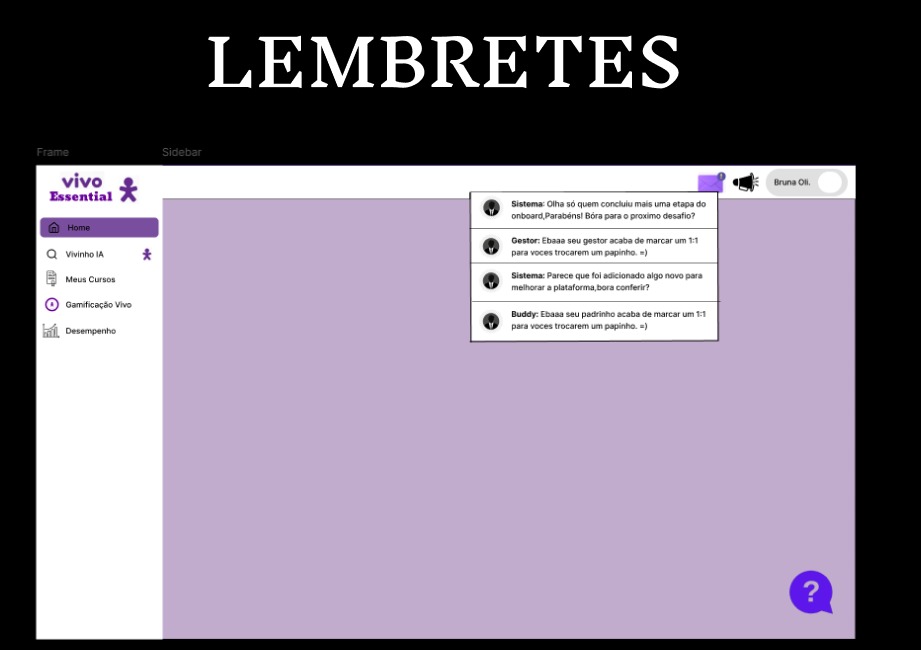 LEMBRETES
Frame
Sidebar
vivo
Essential
Bruna Oli.
Home
Vivinho IA
Meus Cursos
Gamificação Vivo
Desempenho
Sistema: Olha só quem concluiu mais uma etapa do
onboard,Parabéns! Bóra para o proximo desafio?
Gestor: Ebaaa seu gestor acaba de marcar um 1:1
para voces trocarem um papinho. =)
Sistema: Parece que foi adicionado algo novo para
melhorar a plataforma,bora conferir?
Buddy: Ebaaa seu padrinho acaba de marcar um 1:1
para voces trocarem um papinho. =)
?